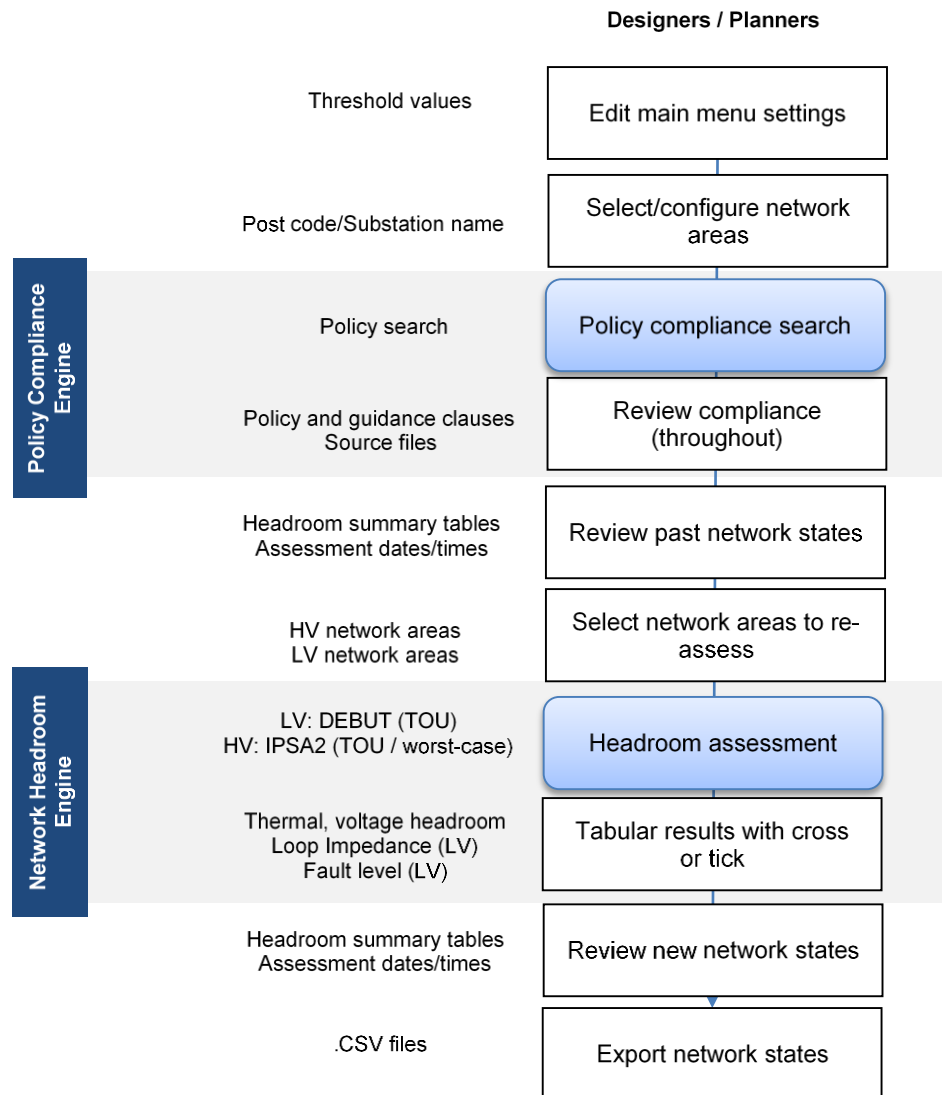 Designers / Planners
Threshold values
Edit main menu settings
Post code/Substation name
Select/configure network
areas
Policy Compliance
Engine
Policy search
Policy compliance search
Policy and guidance clauses
Source files
Review compliance
(throughout)
Headroom summary tables
Assessment dates/times
Review past network states
HV network areas
LV network areas
Select network areas to re-
assess
Network Headroom
Engine
LV: DEBUT (TOU)
HV: IPSA2 (TOU / worst-case)
Headroom assessment
Thermal, voltage headroom
Loop Impedance (LV)
Fault level (LV)
Tabular results with cross
or tick
Headroom summary tables
Assessment dates/times
Review new network states
.CSV files
Export network states